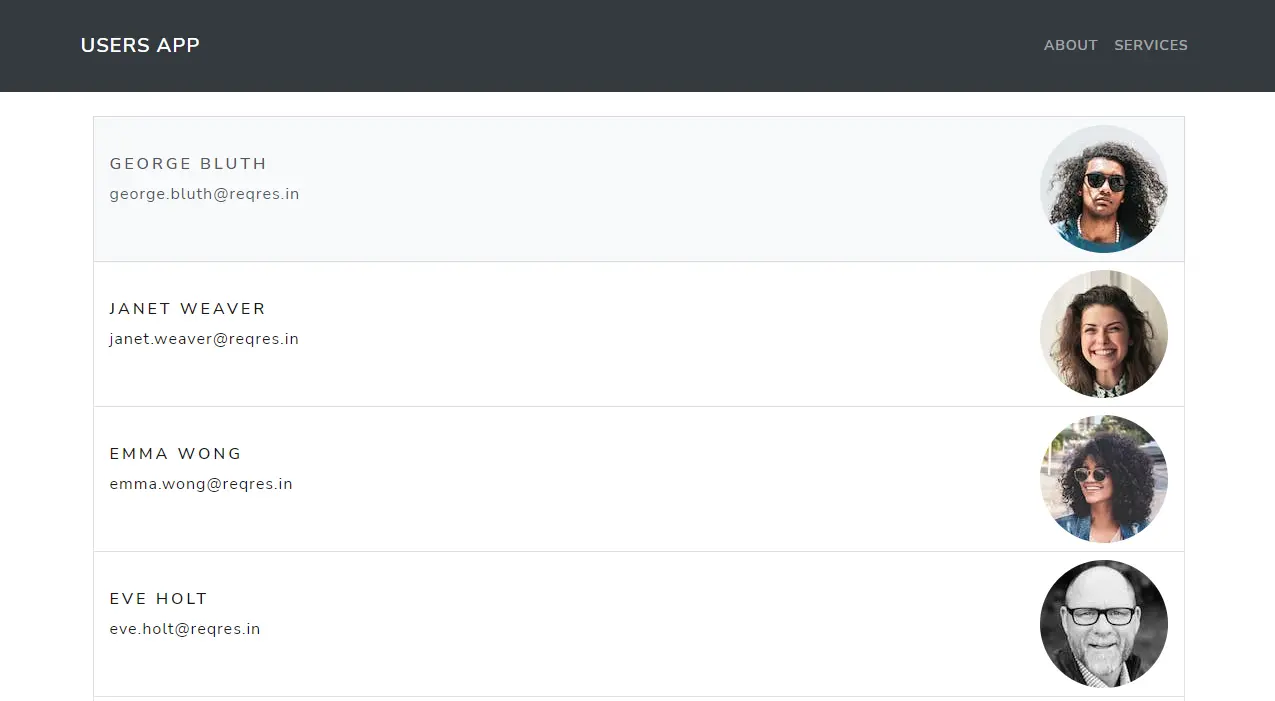 USERS APP
ABOUT SERVICES
GEORGE BLUTH
george.bluth@reqres.in
JANET WEAVER
janet.weaver@reqres.in
EMMA WONG
emma.wong@reqres.in
EVE HOLT
eve.holt@reqres.in